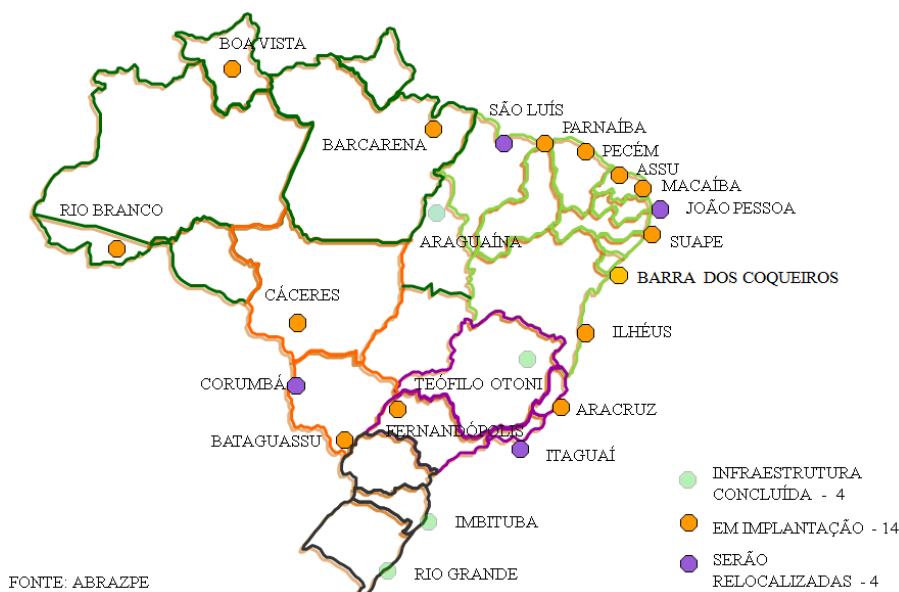 BOA VISTA
SÃO LUÍS
PARNAÍBA
BARCARENA
PECÉM
ASSU
MACAÍBA
RIO BRANCO
JOÃO PESSOA
ARAGUAÍNA
SUAPE
BARRA DOS COQUEIROS
CÁCERES
ILHÉUS
CORUMBÁ
TEÓFILO OTONI
ARACRUZ
FERNANDÓPOLIS
BATAGUASSU
ITAGUAÍ
INFRAESTRUTURA
CONCLUÍDA - 4
IMBITUBA
EM IMPLANTAÇÃO - 14
SERÃO
RELOCALIZADAS - 4
RIO GRANDE
FONTE: ABRAZPE